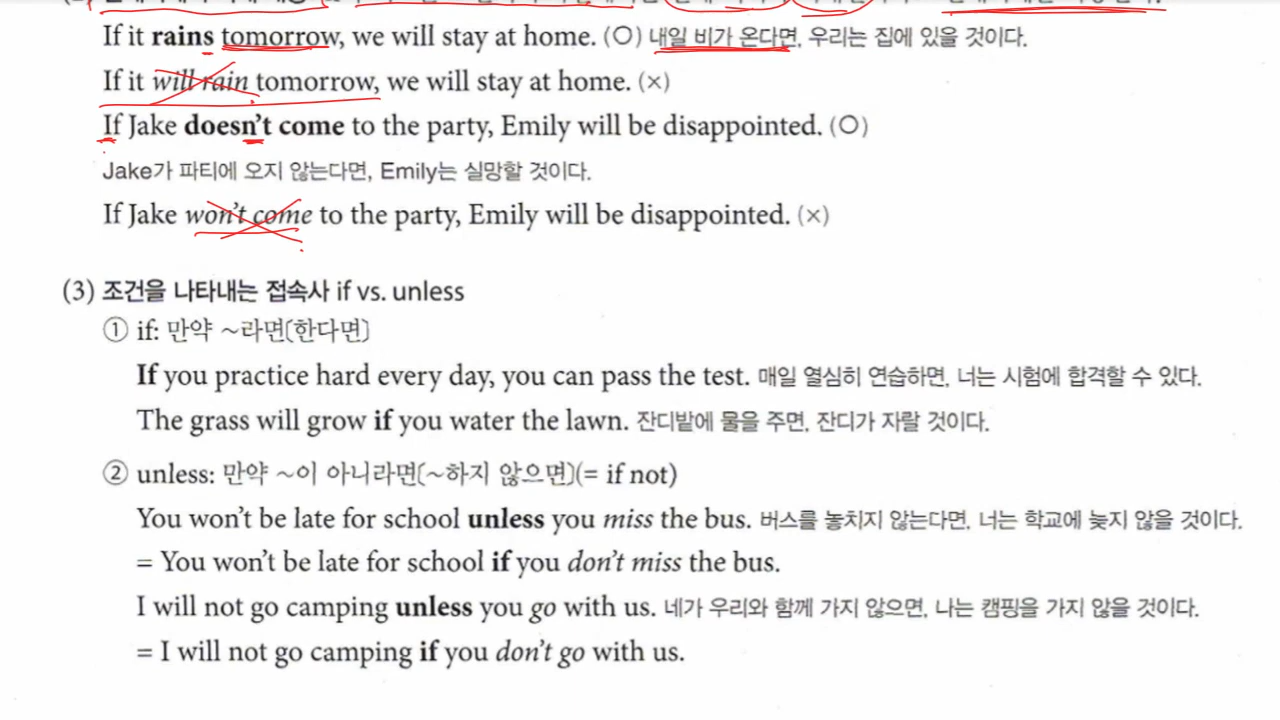 If it rains tomorrow, we will stay at home. (○) 내일 비가 온다면, 우리는 집에 있을 것이다.
If it will rain tomorrow, we will stay at home. (×)
If Jake doesn't come to the party, Emily will be disappointed. (○)
Jake가 파티에 오지 않는다면, Emily는 실망할 것이다.
If Jake won't come to the party, Emily will be disappointed. (×)
(3) 조건을 나타내는 접속사 if vs. unless
① if: 만약 ~라면(한다면)
If you practice hard every day, you can pass the test. 매일 열심히 연습하면, 너는 시험에 합격할 수 있다.
The grass will grow if you water the lawn. 잔디밭에 물을 주면, 잔디가 자랄 것이다.
② unless: 만약 ~이 아니라면(~하지 않으면)(= if not)
You won't be late for school unless you miss the bus. 버스를 놓치지 않는다면, 너는 학교에 늦지 않을 것이다.
= You won't be late for school if you don't miss the bus.
I will not go camping unless you go with us. 네가 우리와 함께 가지 않으면, 나는 캠핑을 가지 않을 것이다.
= I will not go camping if you don't go with us.